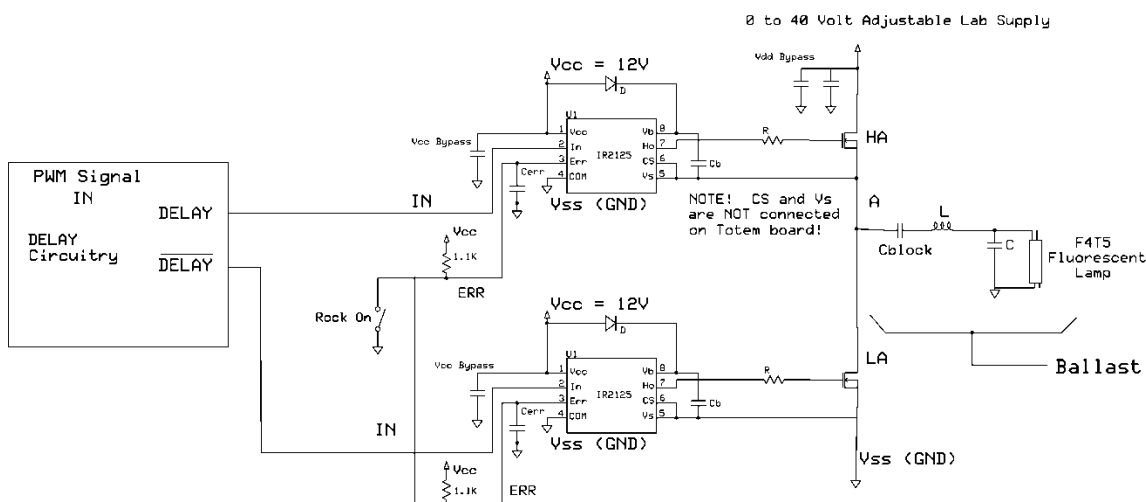 0 to 40 Volt Adjustable Lab Supply
Vdd Bypass
Vcc = 12V
D
U1
Vcc Bypass
1 Vcc Vb 8
2 In Ho 7
3 Err CS 6
4 COM Vs 5
IR2125
R
HA
Cerr
Cb
Vss (GND)
PWM Signal
IN
DELAY
DELAY
Circuitry
DELAY
IN
NOTE! CS and Vs
are NOT connected
on Totem board!
A
L
Cblock
C
F4T5
Fluorescent
Lamp
Vcc
1.1K
ERR
Rock On
Vcc = 12V
D
U1
Vcc Bypass
1 Vcc Vb 8
2 In Ho 7
3 Err CS 6
4 COM Vs 5
IR2125
R
LA
Ballast
Cerr
Cb
IN
Vss (GND)
Vss (GND)
Vcc
1.1K
ERR